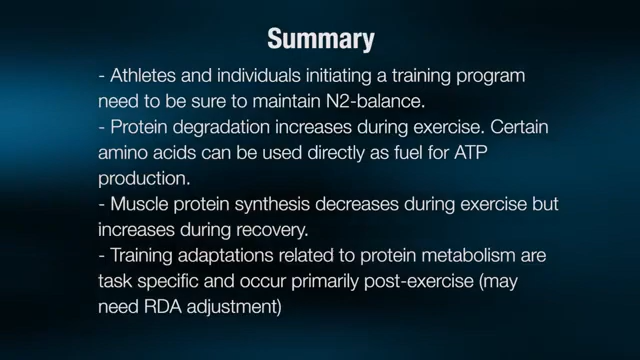 Summary
- Athletes and individuals initiating a training program
need to be sure to maintain N2-balance.
- Protein degradation increases during exercise. Certain
amino acids can be used directly as fuel for ATP
production.
- Muscle protein synthesis decreases during exercise but
increases during recovery.
- Training adaptations related to protein metabolism are
task specific and occur primarily post-exercise (may
need RDA adjustment)